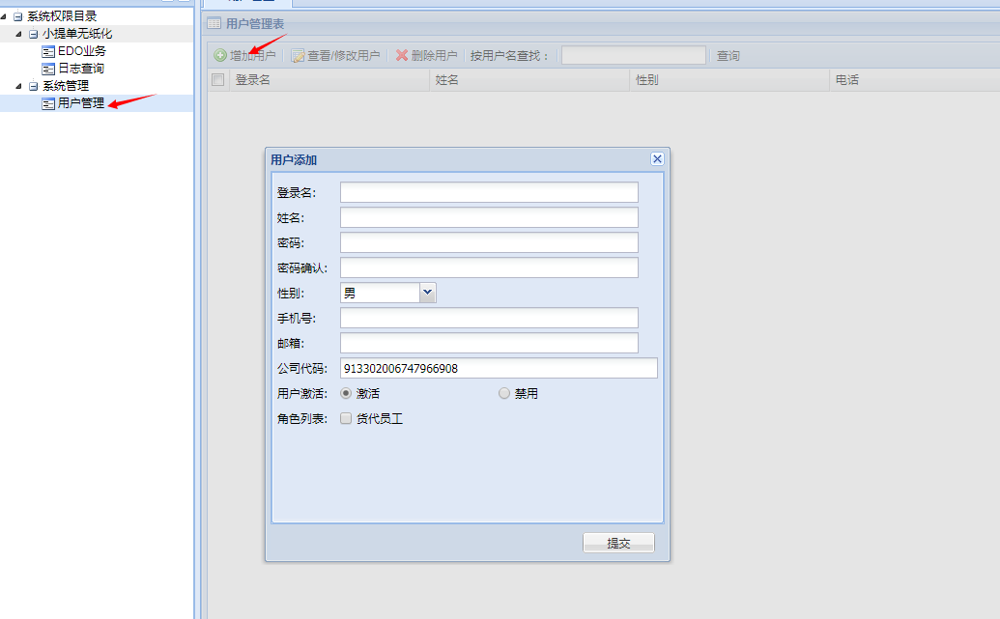 系统权限目录
小提单无纸化
EDO业务
日志查询
系统管理
用户管理
用户管理表
增加用户 查看/修改用户 删除用户 按用户名查找： 查询
登录名 姓名 性别 电话
用户添加
登录名:
姓名:
密码:
密码确认:
性别: 男
手机号:
邮箱:
公司代码: 913302006747966908
用户激活: 激活 禁用
角色列表: 货代员工
提交